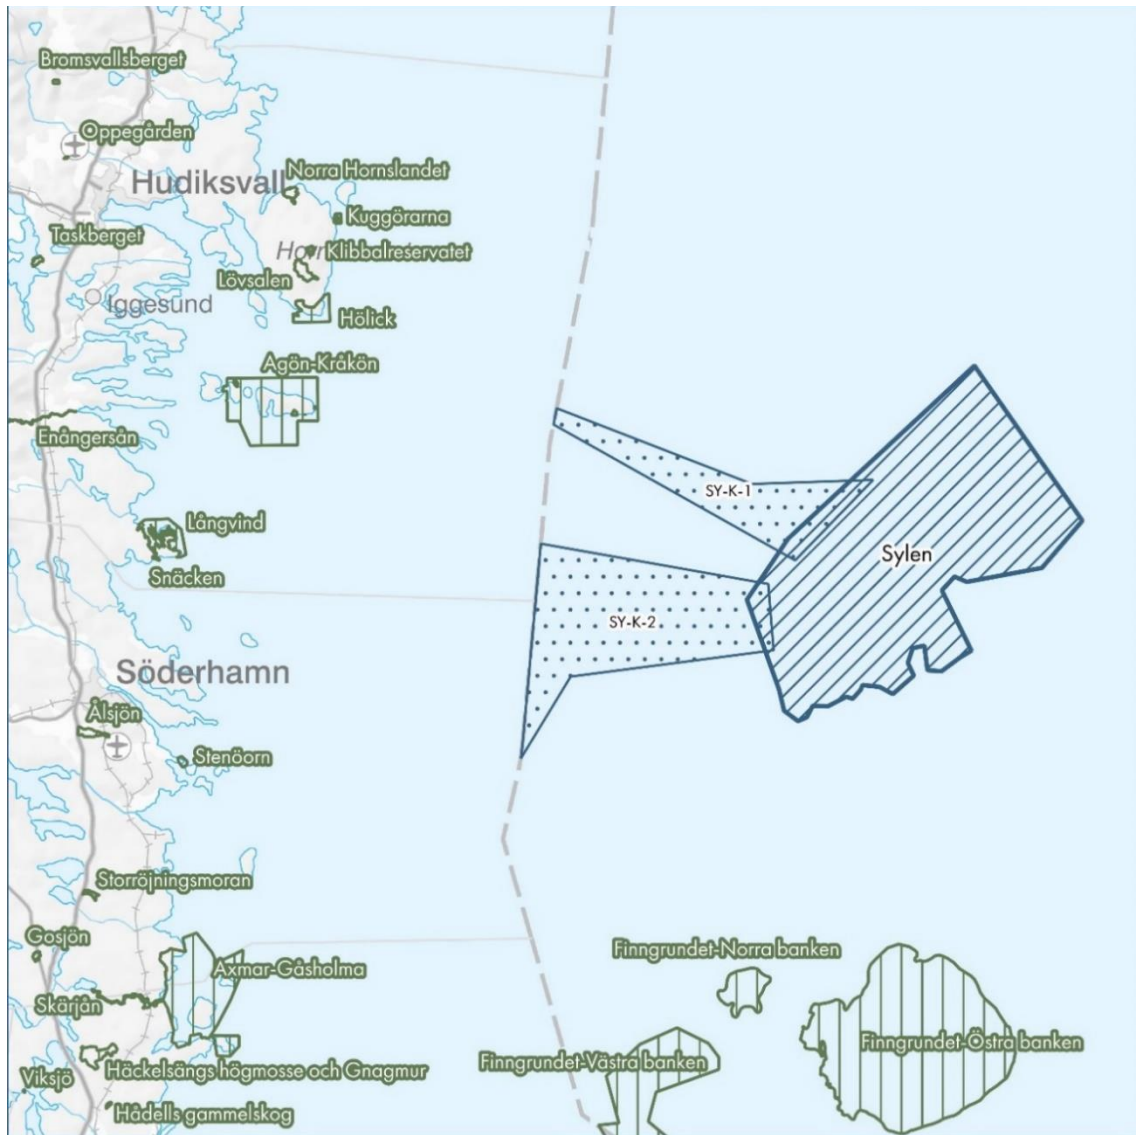 Bromsvallsberget
Oppegården
Norra Hornslandet
Hudiksvall
Kuggörarna
Taskberget
Klibbalreservatet
Lövsalen
Iggesund
Hölick
Agön-Kråkön
Enångersån
SY-K-1
Långvind
Sylen
Snäcken
SY-K-2
Söderhamn
Ålsjön
Stenöorn
Storröjningsmoran
Gosjön
Finngrundet-Norra banken
Axmar-Gåsholma
Skärjån
Finngrundet-Östra banken
Finngrundet-Västra banken
Häckelsängs högmosse och Gnagmur
Viksjö
Hådells gammelskog